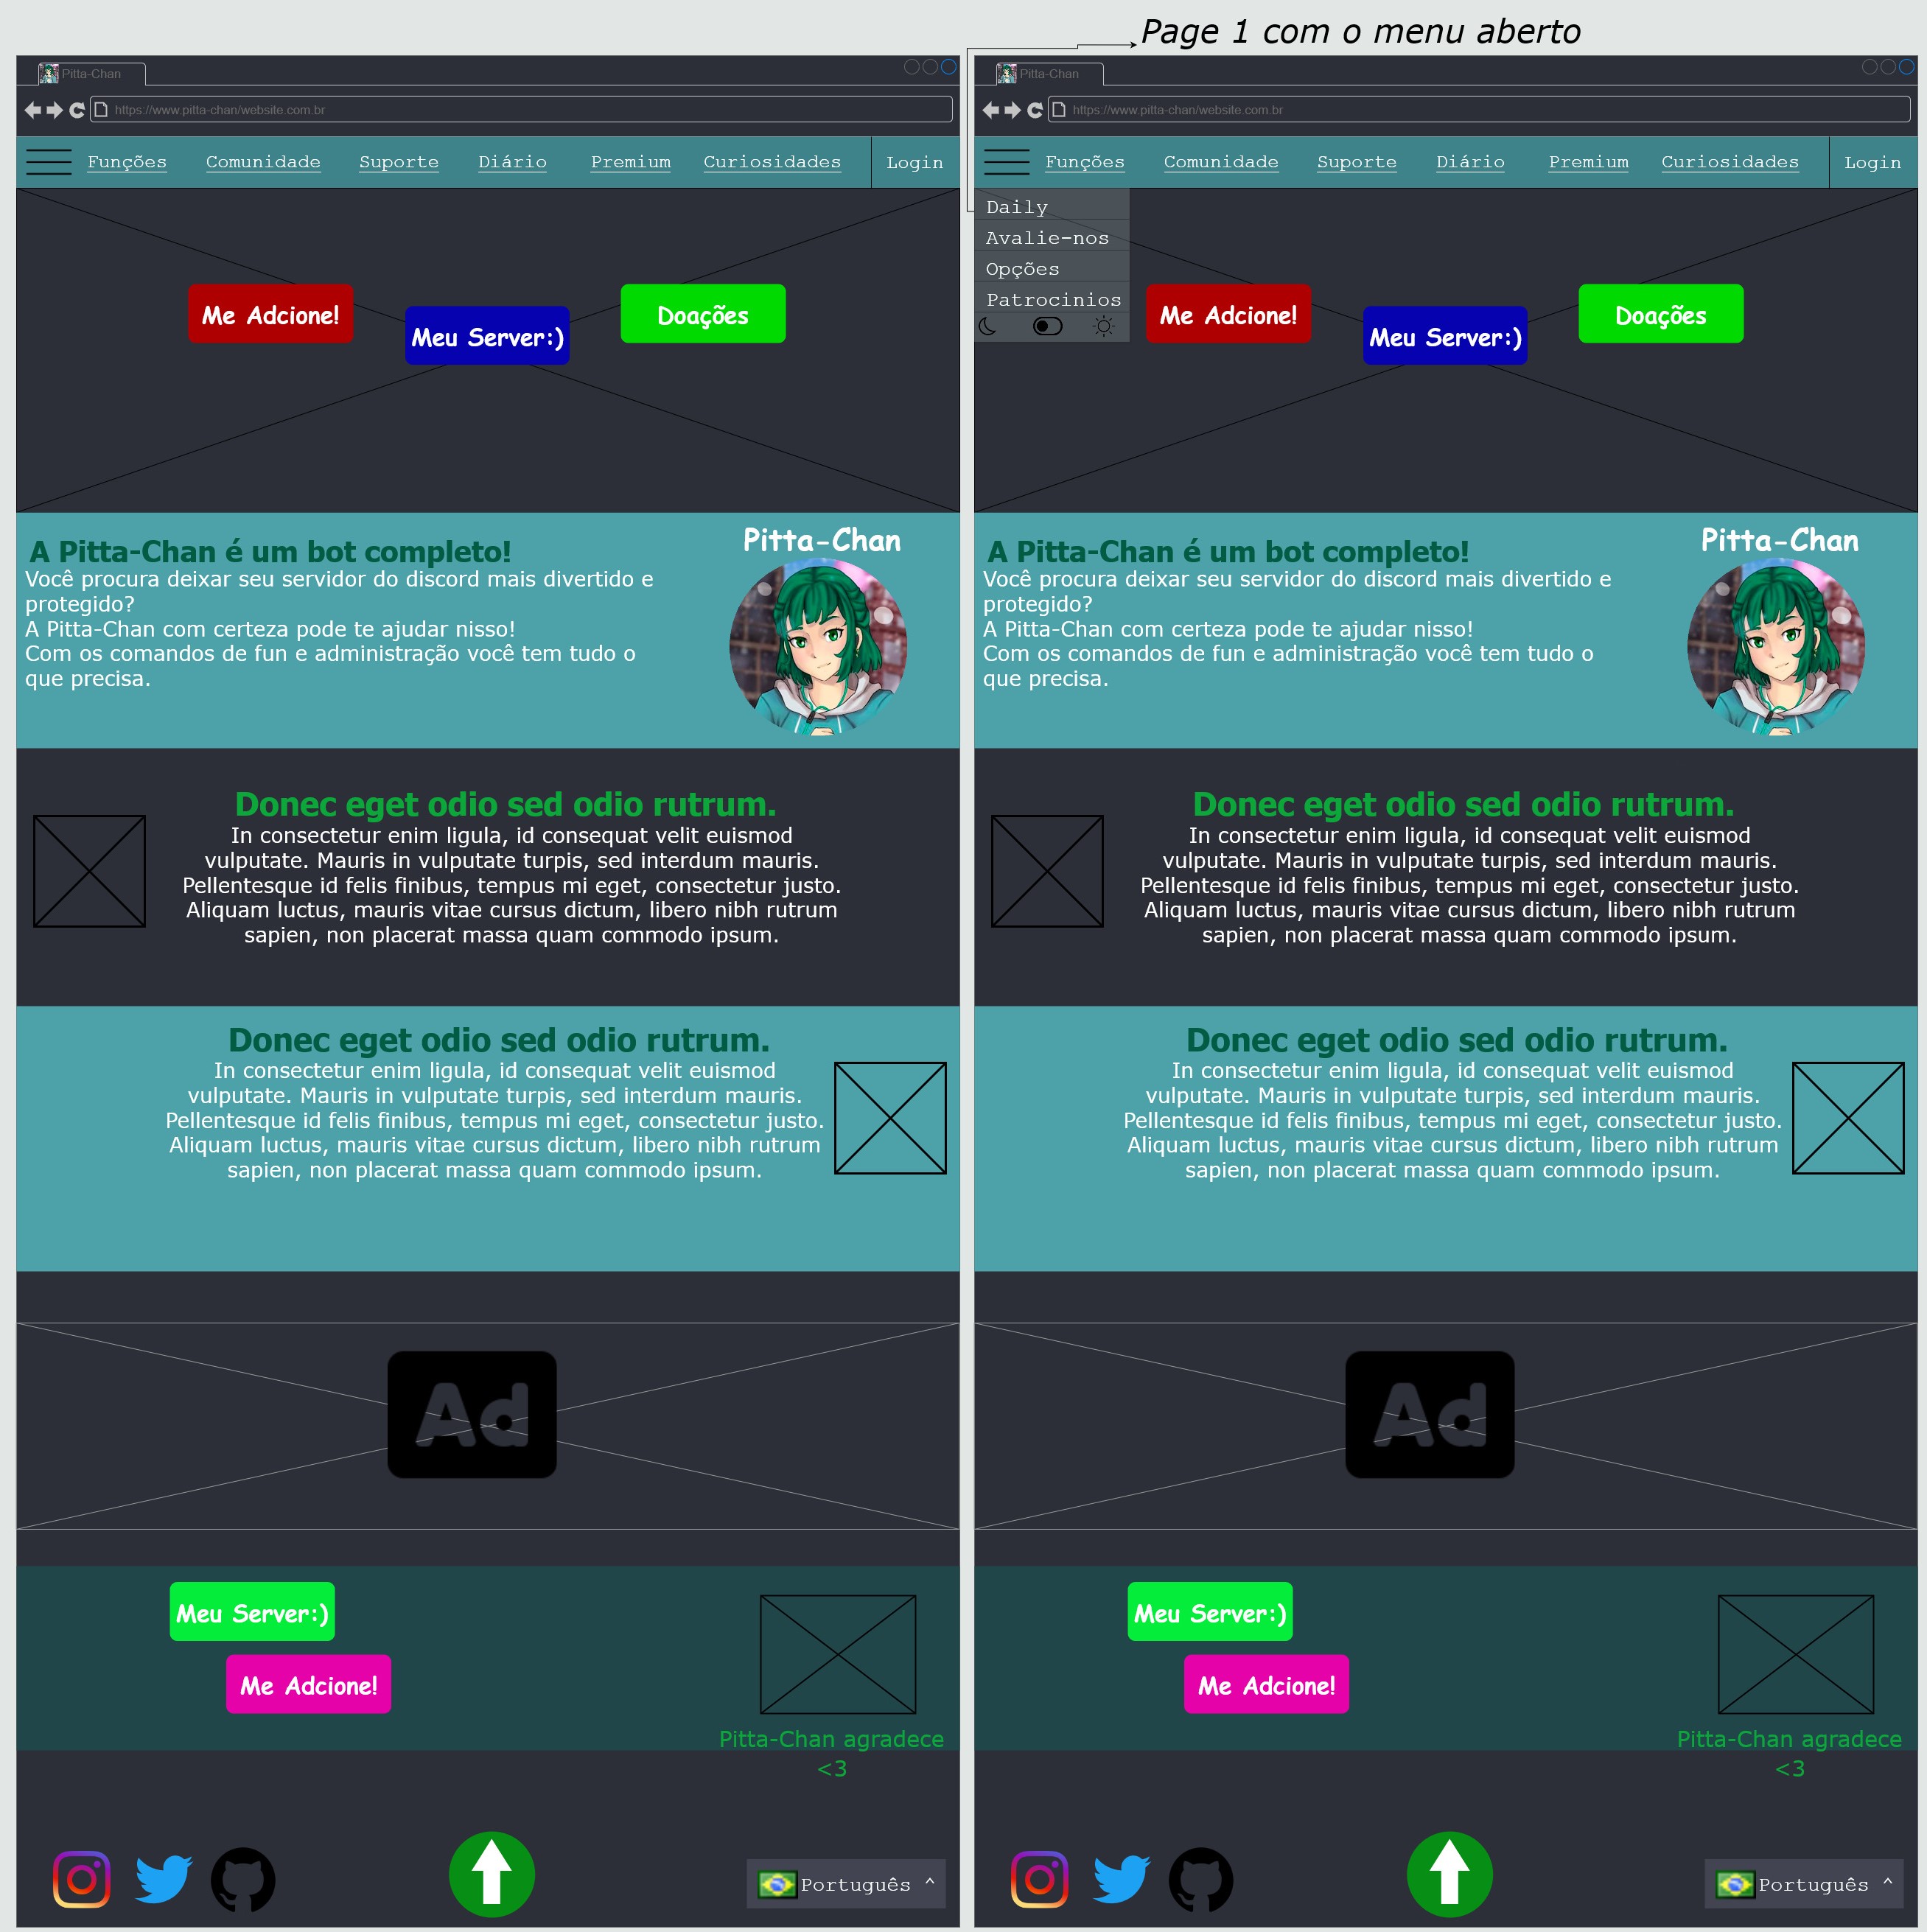 Page 1 com o menu aberto
Pitta-Chan
https://www.pitta-chan/website.com.br
Funções Comunidade Suporte Diário Premium Curiosidades Login
Me Adcione!
Meu Server:)
Doações
A Pitta-Chan é um bot completo!
Você procura deixar seu servidor do discord mais divertido e
protegido?
A Pitta-Chan com certeza pode te ajudar nisso!
Com os comandos de fun e administração você tem tudo o
que precisa.
Pitta-Chan
Donec eget odio sed odio rutrum.
In consectetur enim ligula, id consequat velit euismod
vulputate. Mauris in vulputate turpis, sed interdum mauris.
Pellentesque id felis finibus, tempus mi eget, consectetur justo.
Aliquam luctus, mauris vitae cursus dictum, libero nibh rutrum
sapien, non placerat massa quam commodo ipsum.
Donec eget odio sed odio rutrum.
In consectetur enim ligula, id consequat velit euismod
vulputate. Mauris in vulputate turpis, sed interdum mauris.
Pellentesque id felis finibus, tempus mi eget, consectetur justo.
Aliquam luctus, mauris vitae cursus dictum, libero nibh rutrum
sapien, non placerat massa quam commodo ipsum.
Ad
Meu Server:)
Me Adcione!
Pitta-Chan agradece
<3
Português ^
Pitta-Chan
https://www.pitta-chan/website.com.br
Funções Comunidade Suporte Diário Premium Curiosidades Login
Daily
Avalie-nos
Opções
Patrocinios
Me Adcione!
Meu Server:)
Doações
A Pitta-Chan é um bot completo!
Você procura deixar seu servidor do discord mais divertido e
protegido?
A Pitta-Chan com certeza pode te ajudar nisso!
Com os comandos de fun e administração você tem tudo o
que precisa.
Pitta-Chan
Donec eget odio sed odio rutrum.
In consectetur enim ligula, id consequat velit euismod
vulputate. Mauris in vulputate turpis, sed interdum mauris.
Pellentesque id felis finibus, tempus mi eget, consectetur justo.
Aliquam luctus, mauris vitae cursus dictum, libero nibh rutrum
sapien, non placerat massa quam commodo ipsum.
Donec eget odio sed odio rutrum.
In consectetur enim ligula, id consequat velit euismod
vulputate. Mauris in vulputate turpis, sed interdum mauris.
Pellentesque id felis finibus, tempus mi eget, consectetur justo.
Aliquam luctus, mauris vitae cursus dictum, libero nibh rutrum
sapien, non placerat massa quam commodo ipsum.
Ad
Meu Server:)
Me Adcione!
Pitta-Chan agradece
<3
Português ^